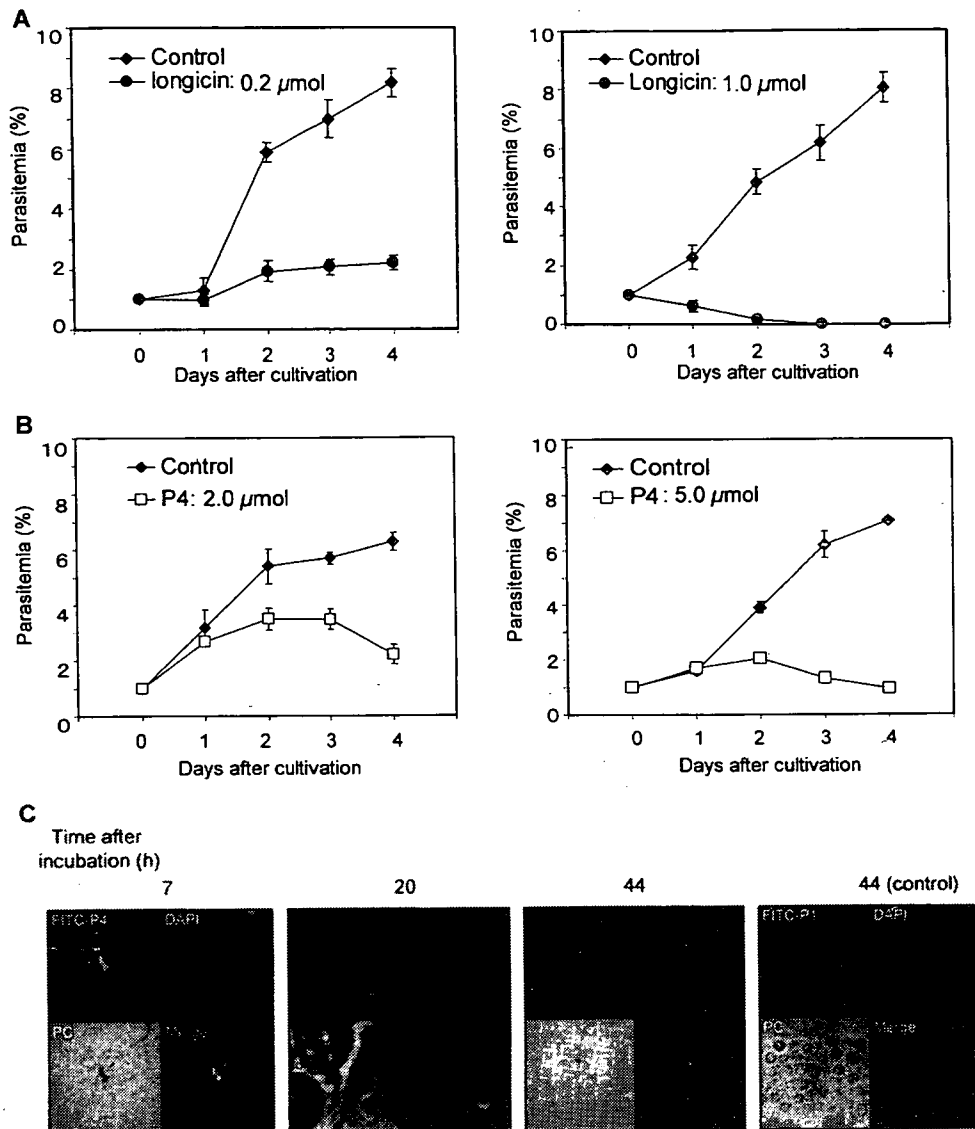 A
10
8
6
4
2
0
Parasitemia (%)
Control
longicin: 0.2 µmol
0 1 2 3 4
Days after cultivation
10
8
6
4
2
0
Parasitemia (%)
Control
Longicin: 1.0 µmol
0 1 2 3 4
Days after cultivation
B
10
8
6
4
2
0
Parasitemia (%)
Control
P4: 2.0 µmol
0 1 2 3 4
Days after cultivation
10
8
6
4
2
0
Parasitemia (%)
Control
P4: 5.0 µmol
0 1 2 3 4
Days after cultivation
C
Time after
incubation (h)
7 20 44 44 (control)
FITC-P4 DAPI
PC Merge
FITC-P1 DAPI
PC Merge